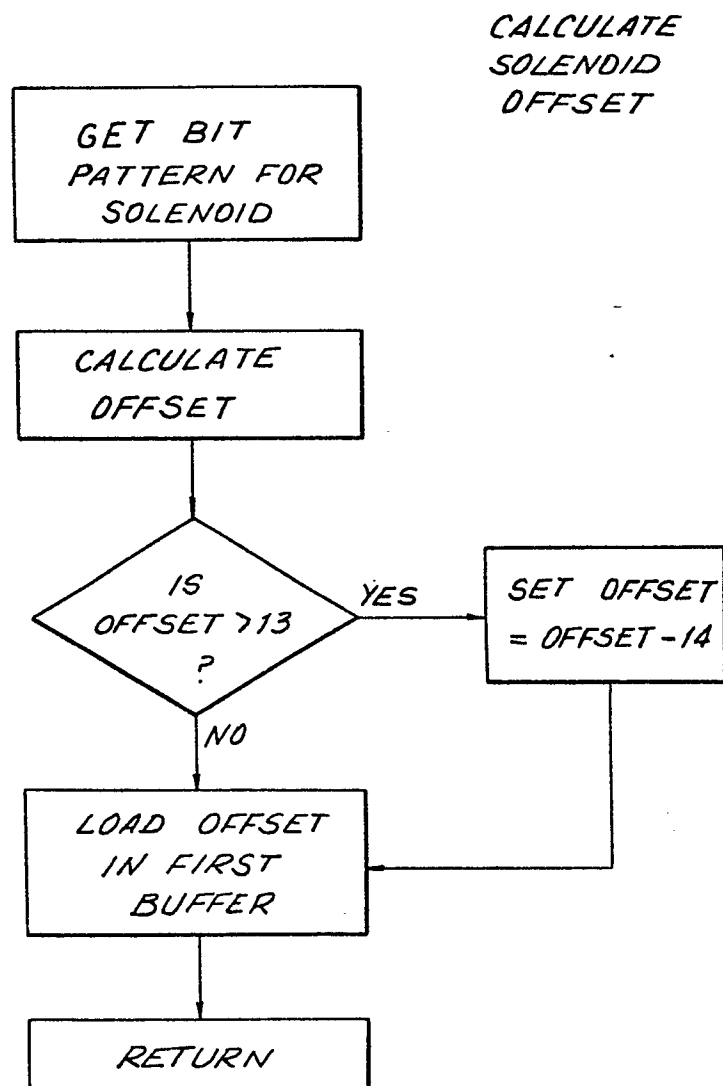 CALCULATE
SOLENOID
OFFSET
GET BIT
PATTERN FOR
SOLENOID
CALCULATE
OFFSET
IS
OFFSET >13
?
YES
SET OFFSET
= OFFSET-14
NO
LOAD OFFSET
IN FIRST
BUFFER
RETURN